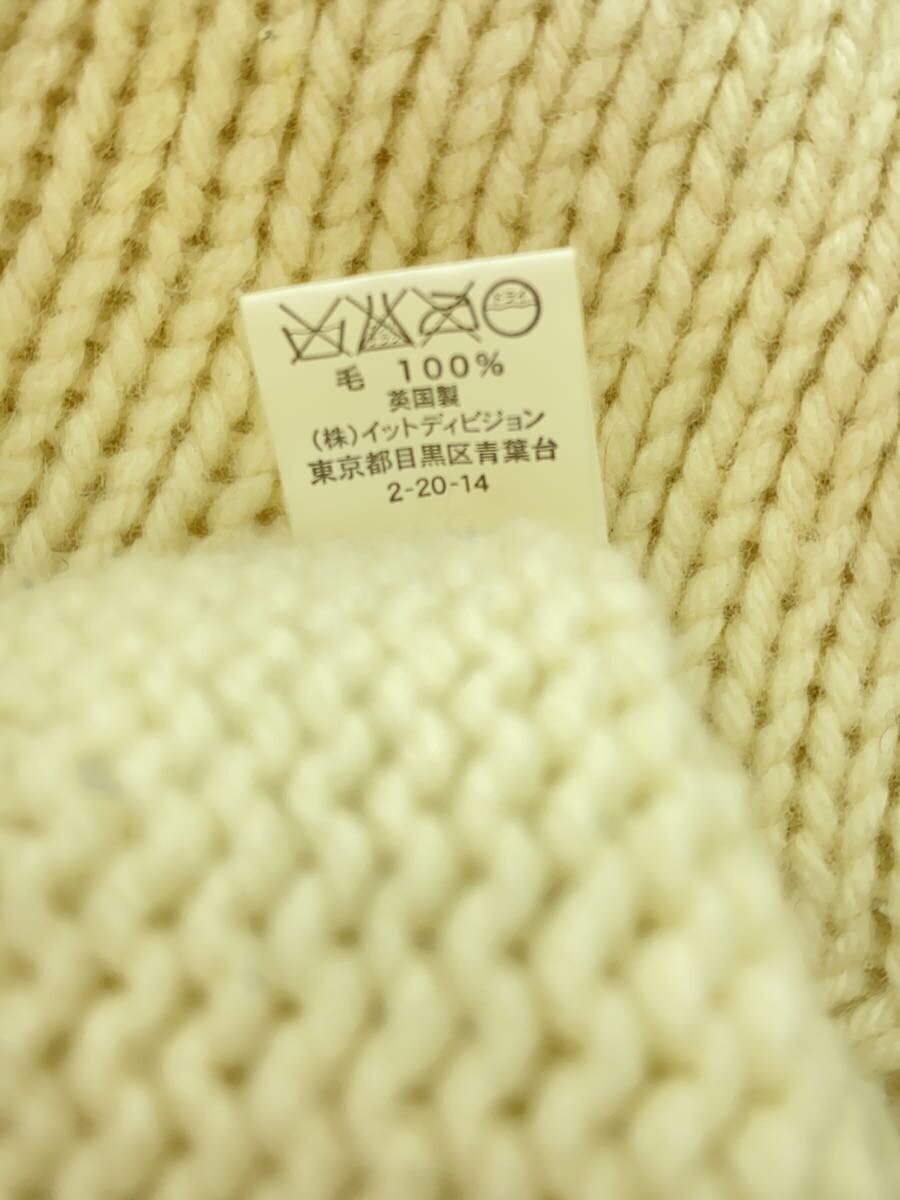 毛 100%
英国製
(株)イットディビジョン
東京都目黒区青葉台
2-20-14